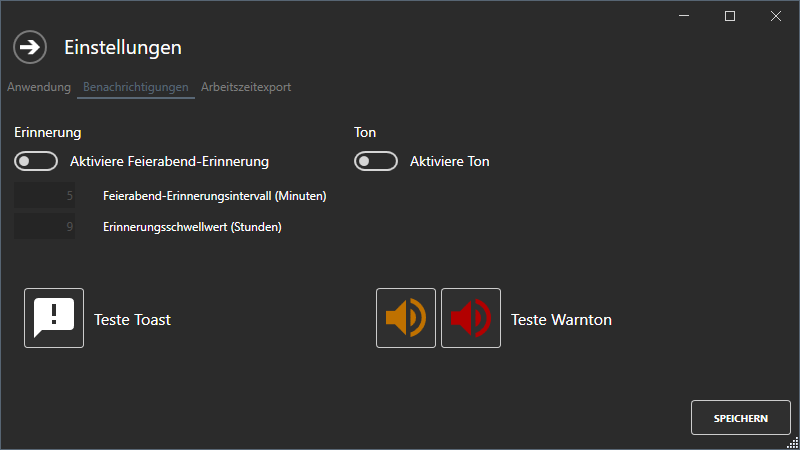 Einstellungen
Anwendung Benachrichtigungen Arbeitszeitexport
Erinnerung
Aktiviere Feierabend-Erinnerung
5 Feierabend-Erinnerungsintervall (Minuten)
9 Erinnerungsschwellwert (Stunden)
Teste Toast
Ton
Aktiviere Ton
Teste Warnton
SPEICHERN